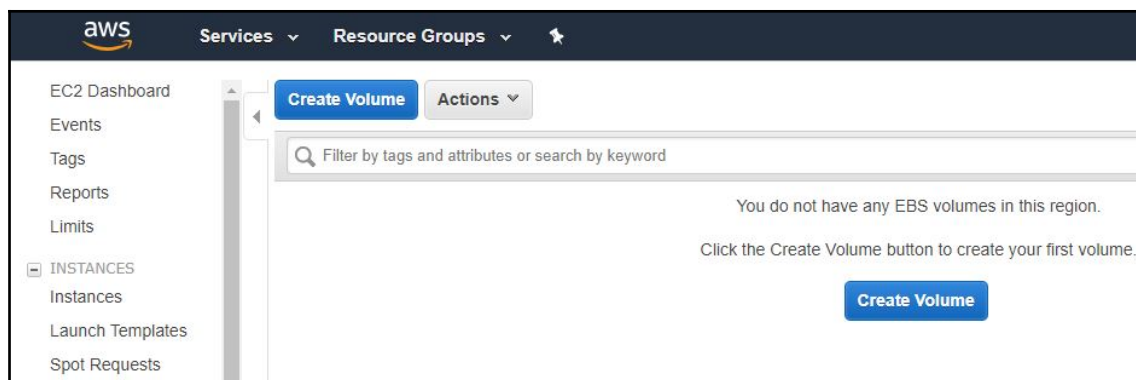 aws Services Resource Groups
EC2 Dashboard
Events
Tags
Reports
Limits
INSTANCES
Instances
Launch Templates
Spot Requests
Create Volume Actions
Filter by tags and attributes or search by keyword
You do not have any EBS volumes in this region.
Click the Create Volume button to create your first volume.
Create Volume